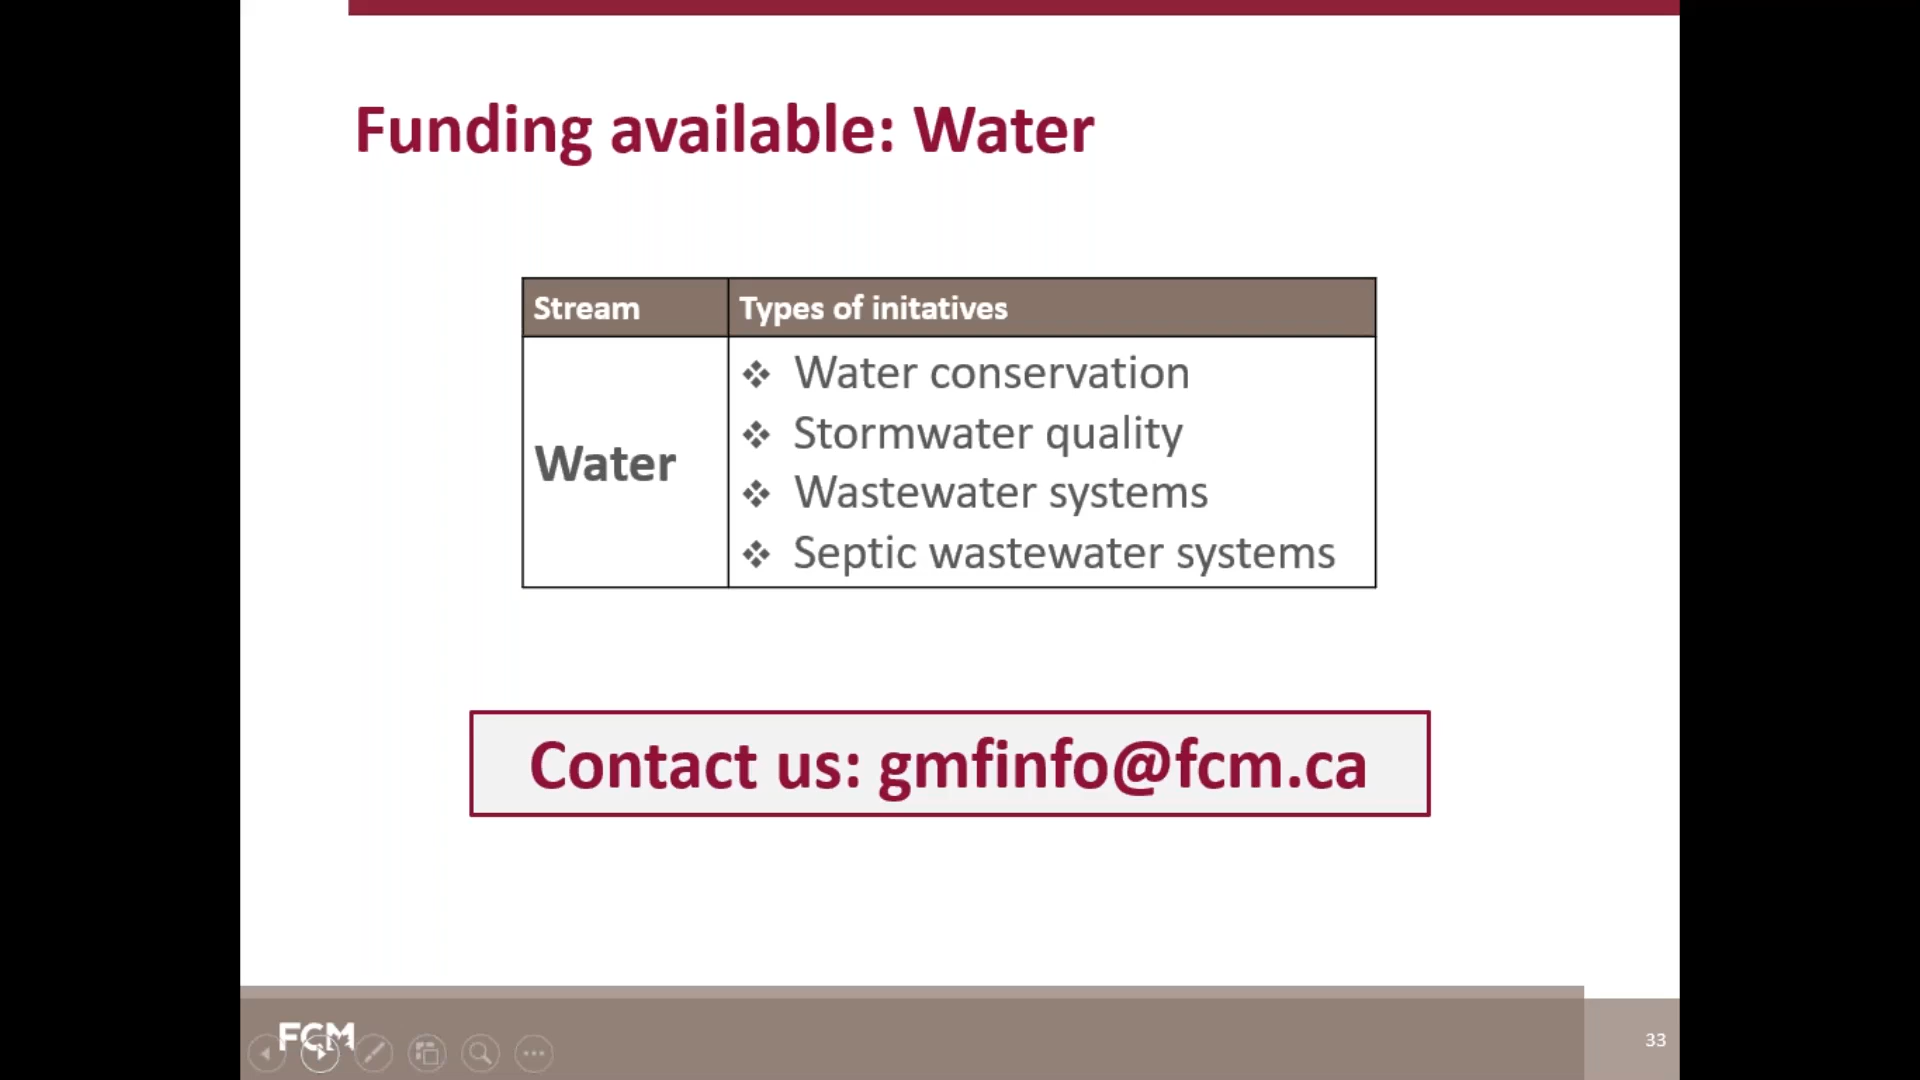 Funding available: Water
Stream
Types of initatives
Water
❖ Water conservation
❖ Stormwater quality
❖ Wastewater systems
❖ Septic wastewater systems
Contact us: gmfinfo@fcm.ca
FCM
33